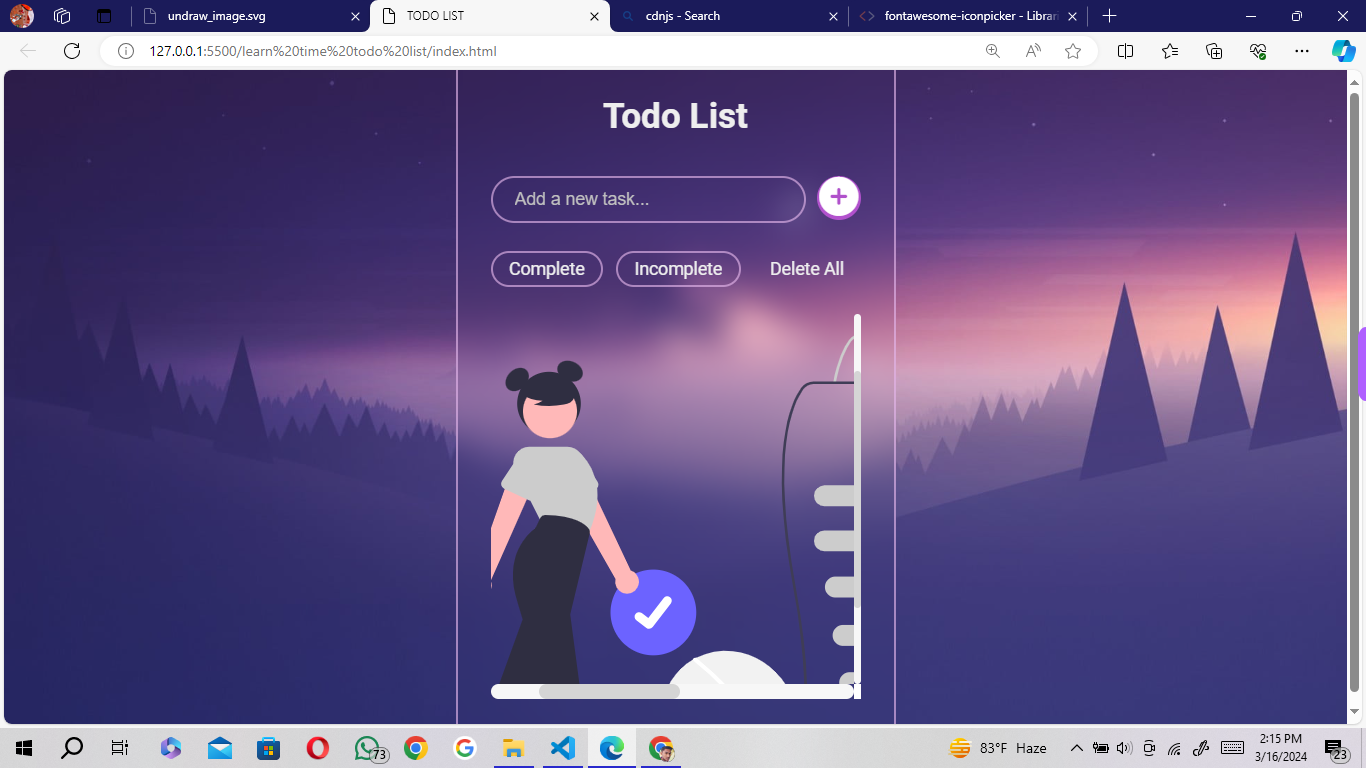 undraw_image.svg
TODO LIST
cdnjs - Search
fontawesome-iconpicker - Librari
127.0.0.1:5500/learn%20time%20todo%20list/index.html
Todo List
Add a new task...
Complete
Incomplete
Delete All
73
83°F Haze
2:15 PM
3/16/2024
23